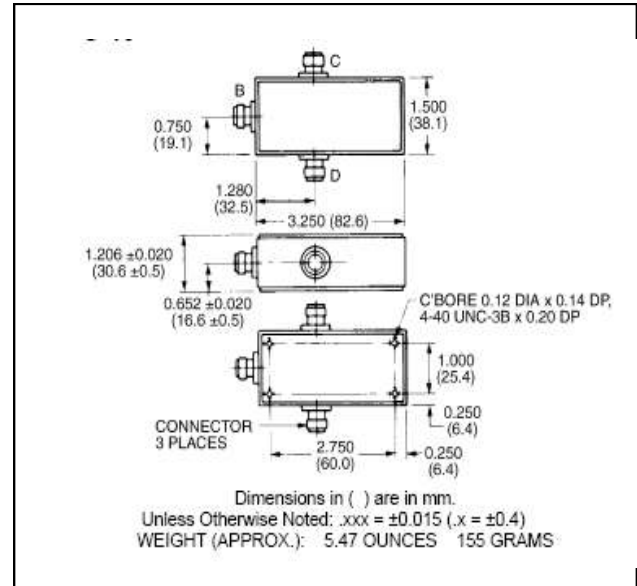 C
B
1.500
(38.1)
0.750
(19.1)
D
1.280
(32.5)
3.250 (82.6)
1.206 ±0.020
(30.6 ±0.5)
0.652 ±0.020
(16.6 ±0.5)
C'BORE 0.12 DIA x 0.14 DP,
4-40 UNC-3B x 0.20 DP
1.000
(25.4)
0.250
(6.4)
CONNECTOR
3 PLACES
2.750
(60.0)
0.250
(6.4)
Dimensions in ( ) are in mm.
Unless Otherwise Noted: .xxx = ±0.015 (.x = ±0.4)
WEIGHT (APPROX.): 5.47 OUNCES 155 GRAMS